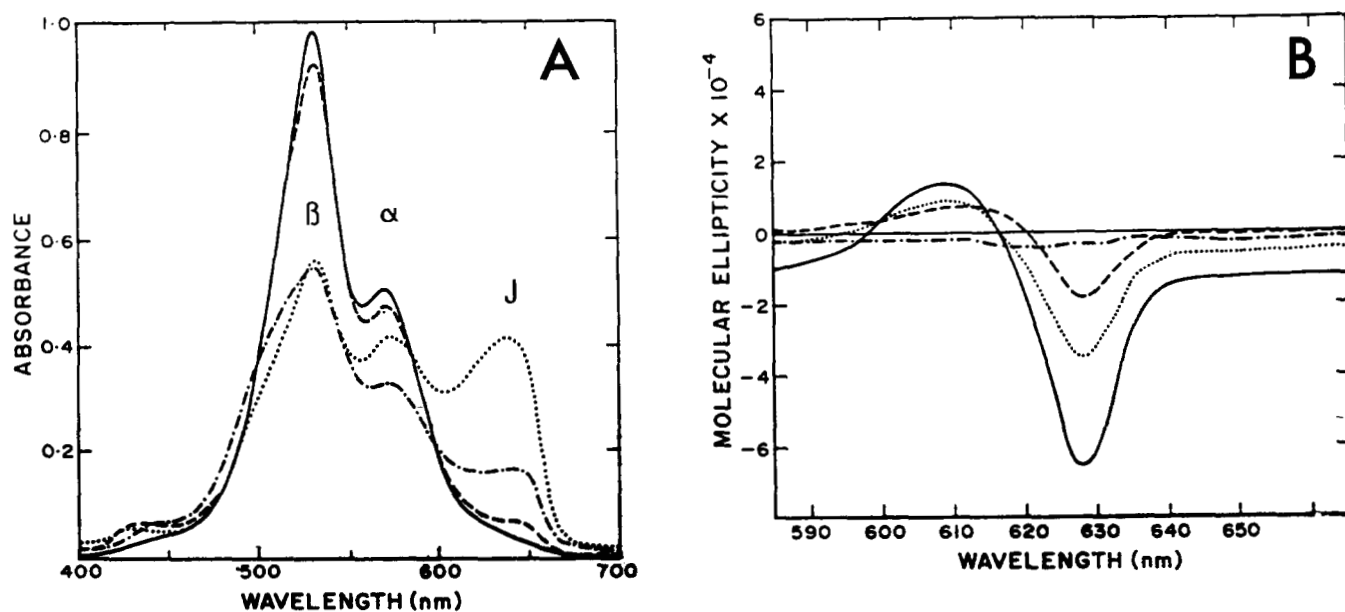 A
1.0
0.8
0.6
0.4
0.2
ß
α
J
ABSORBANCE
400
500
600
700
WAVELENGTH (nm)
B
6
4
2
0
-2
-4
-6
MOLECULAR ELLIPTICITY X 10⁻⁴
590
600
610
620
630
640
650
WAVELENGTH (nm)